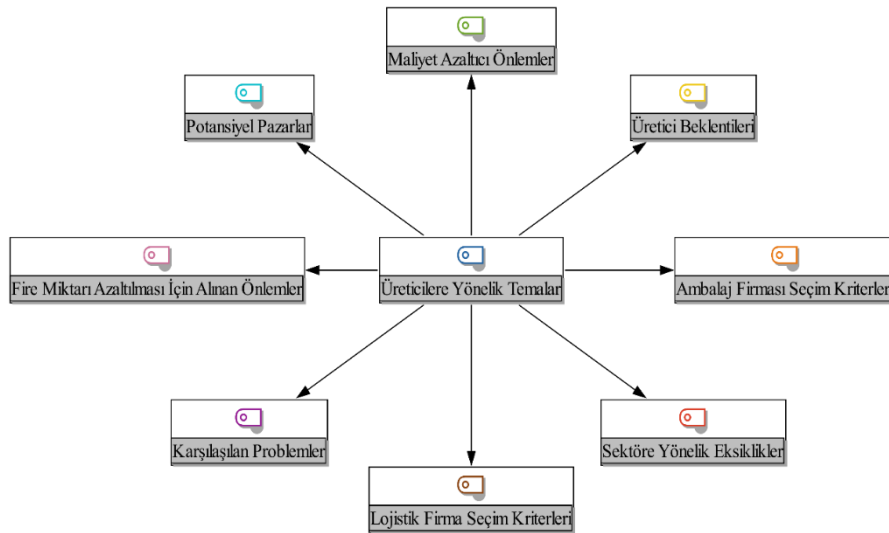 Maliyet Azaltıcı Önlemler
Potansiyel Pazarlar
Üretici Beklentileri
Fire Miktarı Azaltılması İçin Alınan Önlemler
Üreticilere Yönelik Temalar
Ambalaj Firması Seçim Kriterler
Karşılaşılan Problemler
Sektöre Yönelik Eksiklikler
Lojistik Firma Seçim Kriterleri